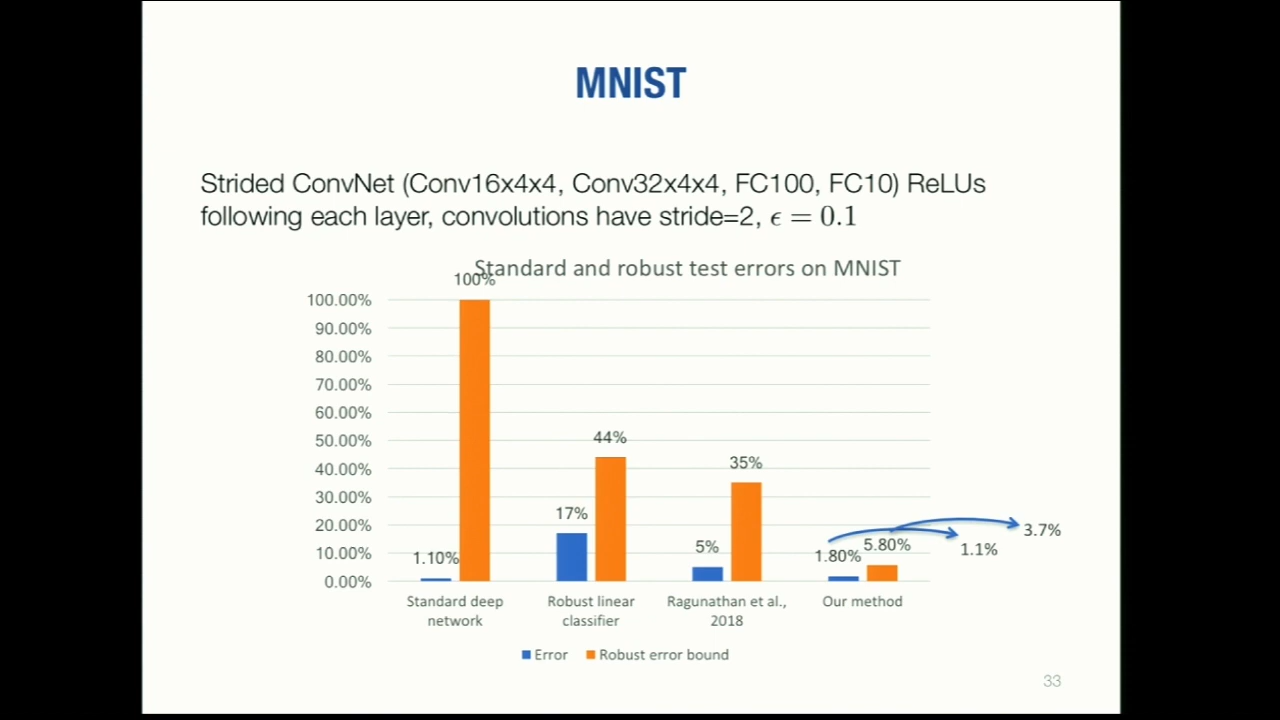 MNIST
Strided ConvNet (Conv16x4x4, Conv32x4x4, FC100, FC10) ReLUs
following each layer, convolutions have stride=2, ϵ = 0.1
Standard and robust test errors on MNIST
100%
100.00%
90.00%
80.00%
70.00%
60.00%
50.00%
40.00%
30.00%
20.00%
10.00%
0.00%
1.10%
17%
44%
5%
35%
1.80%
5.80%
1.1%
3.7%
Standard deep
network
Robust linear
classifier
Ragunathan et al.,
2018
Our method
Error
Robust error bound
33